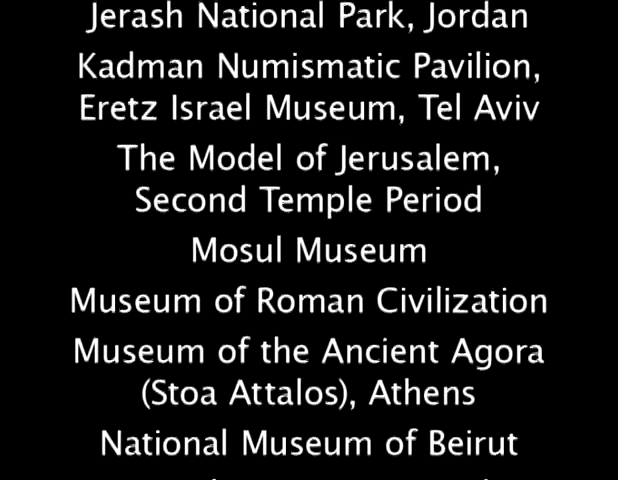 Jerash National Park, Jordan
Kadman Numismatic Pavilion,
Eretz Israel Museum, Tel Aviv
The Model of Jerusalem,
Second Temple Period
Mosul Museum
Museum of Roman Civilization
Museum of the Ancient Agora
(Stoa Attalos), Athens
National Museum of Beirut